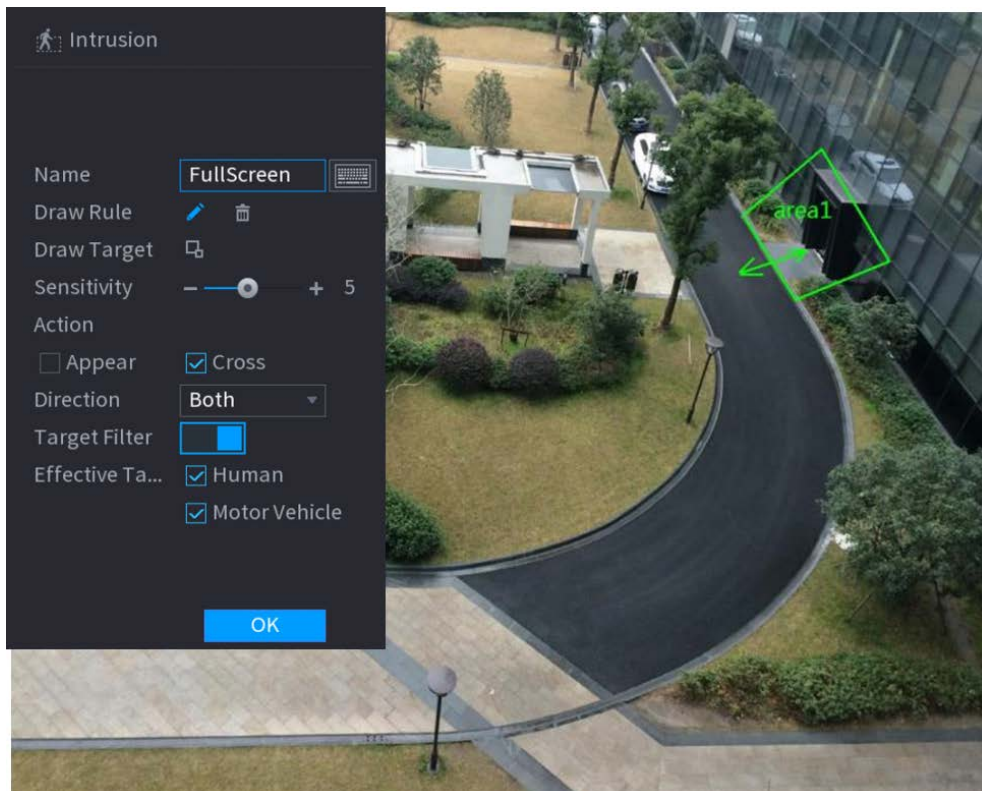 Intrusion
Name FullScreen
Draw Rule
Draw Target
Sensitivity - + 5
Action
Appear Cross
Direction Both
Target Filter
Effective Ta... Human
Motor Vehicle
OK
area1